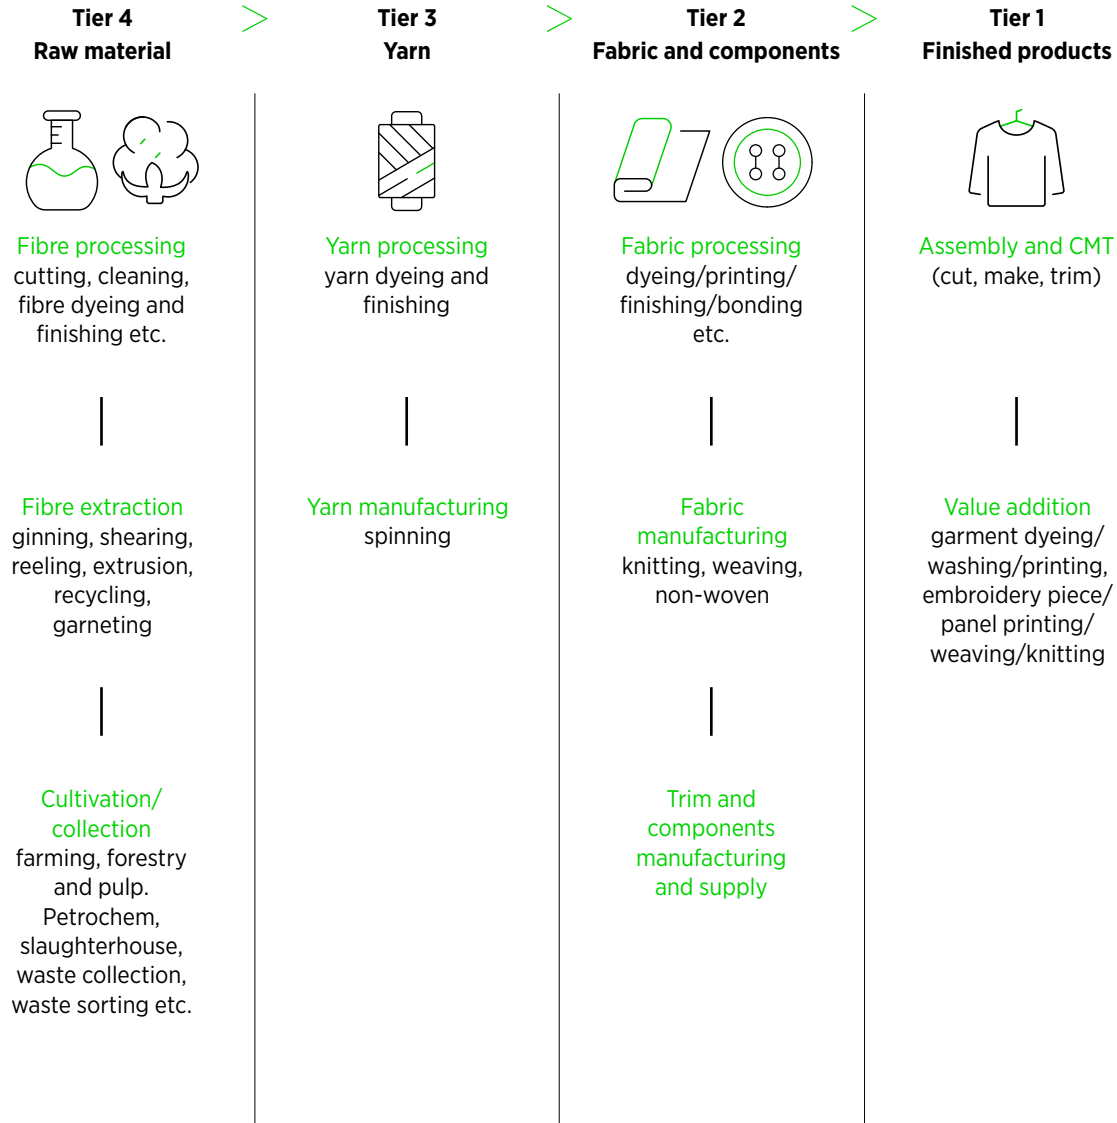 Tier 4
Raw material
>
Tier 3
Yarn
>
Tier 2
Fabric and components
>
Tier 1
Finished products
Fibre processing
cutting, cleaning,
fibre dyeing and
finishing etc.
Fibre extraction
ginning, shearing,
reeling, extrusion,
recycling,
garneting
Cultivation/
collection
farming, forestry
and pulp.
Petrochem,
slaughterhouse,
waste collection,
waste sorting etc.
Yarn processing
yarn dyeing and
finishing
Yarn manufacturing
spinning
Fabric processing
dyeing/printing/
finishing/bonding
etc.
Fabric
manufacturing
knitting, weaving,
non-woven
Trim and
components
manufacturing
and supply
Assembly and CMT
(cut, make, trim)
Value addition
garment dyeing/
washing/printing,
embroidery piece/
panel printing/
weaving/knitting